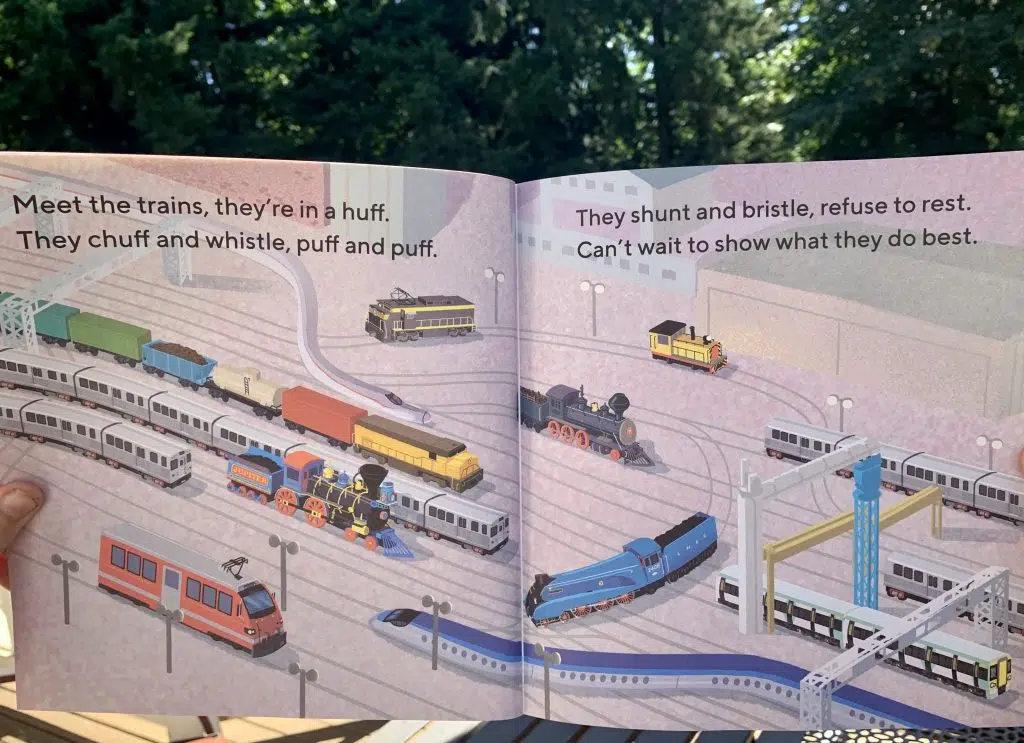 Meet the trains, they're in a huff.
They chuff and whistle, puff and puff.
They shunt and bristle, refuse to rest.
Can't wait to show what they do best.
JUPITER